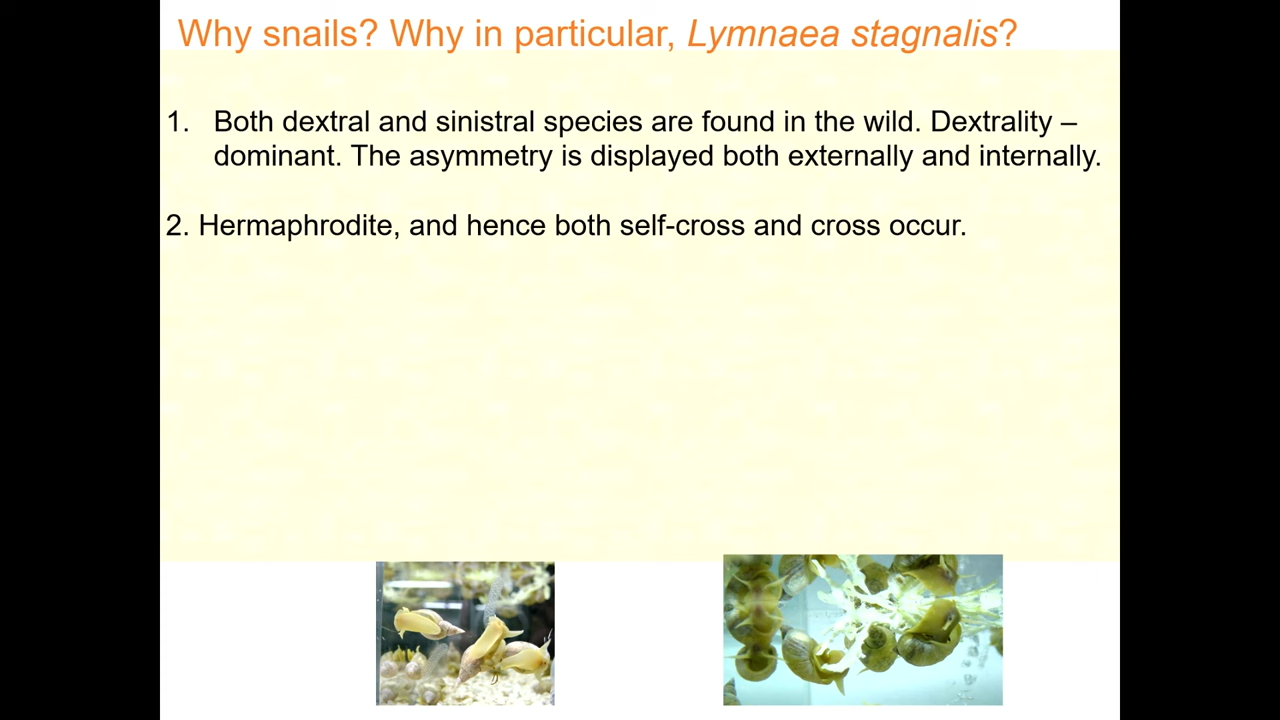 Why snails? Why in particular, Lymnaea stagnalis?
1. Both dextral and sinistral species are found in the wild. Dextrality –
dominant. The asymmetry is displayed both externally and internally.
2. Hermaphrodite, and hence both self-cross and cross occur.